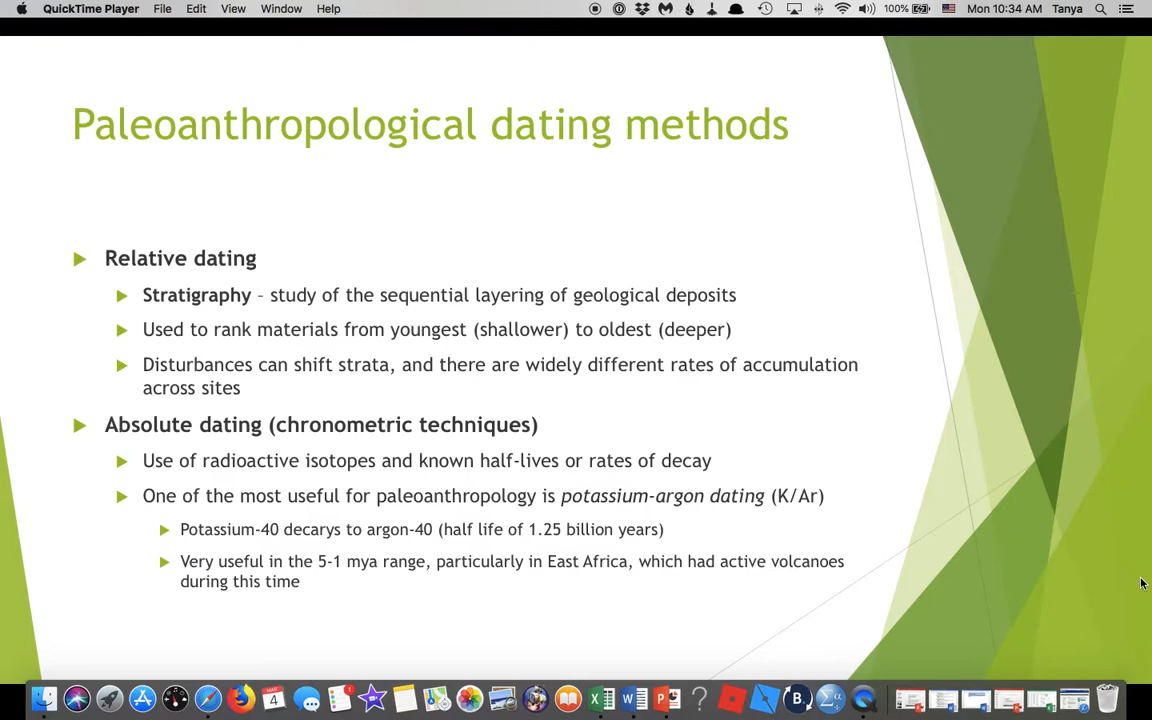 QuickTime Player File Edit View Window Help 100% Mon 10:34 AM Tanya
Paleoanthropological dating methods
Relative dating
Stratigraphy – study of the sequential layering of geological deposits
Used to rank materials from youngest (shallower) to oldest (deeper)
Disturbances can shift strata, and there are widely different rates of accumulation
across sites
Absolute dating (chronometric techniques)
Use of radioactive isotopes and known half-lives or rates of decay
One of the most useful for paleoanthropology is potassium-argon dating (K/Ar)
Potassium-40 decarys to argon-40 (half life of 1.25 billion years)
Very useful in the 5-1 mya range, particularly in East Africa, which had active volcanoes
during this time